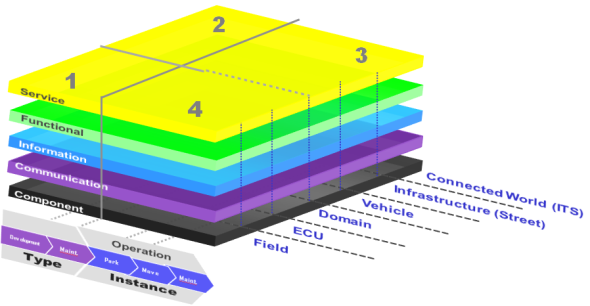 2
3
1
4
Service
Functional
Information
Communication
Component
Connected World (ITS)
Infrastructure (Street)
Vehicle
Domain
ECU
Field
Development
Maint.
Operation
Park
Move
Maint.
Type
Instance